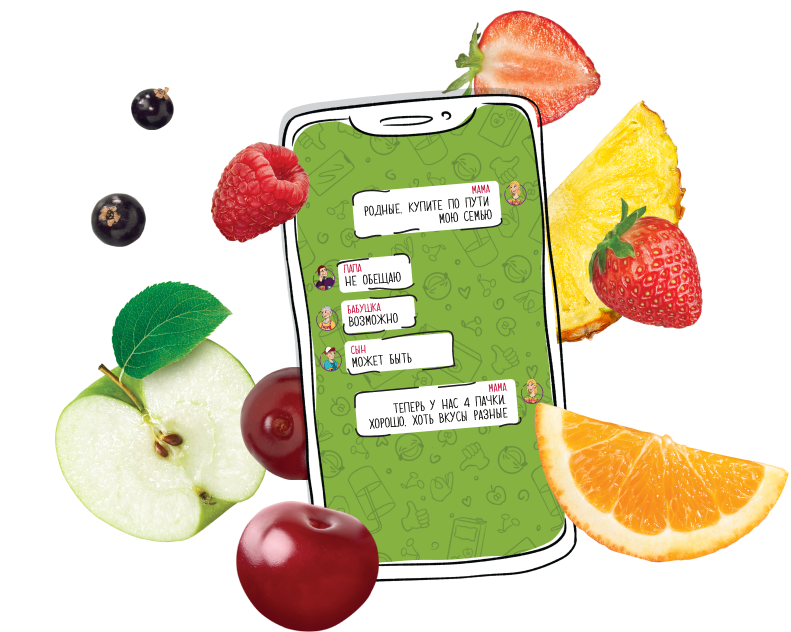 МАМА
РОДНЫЕ, КУПИТЕ ПО ПУТИ
МОЮ СЕМЬЮ
ПАПА
НЕ ОБЕЩАЮ
БАБУШКА
ВОЗМОЖНО
СЫН
МОЖЕТ БЫТЬ
МАМА
ТЕПЕРЬ У НАС 4 ПАЧКИ.
ХОРОШО, ХОТЬ ВКУСЫ РАЗНЫЕ